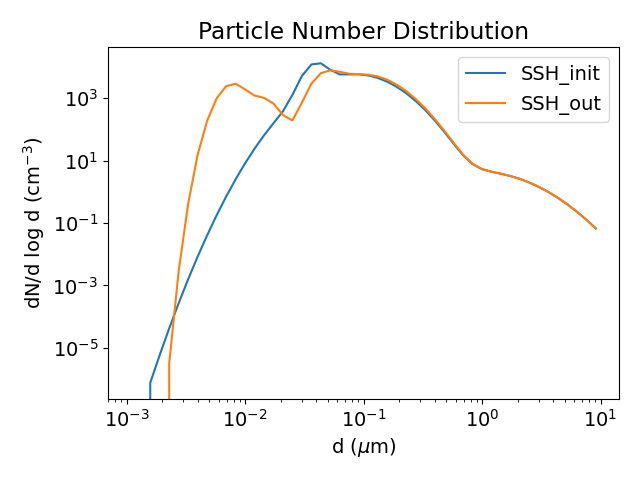 Particle Number Distribution
SSH_init
SSH_out
dN/d log d (cm⁻³)
10³
10¹
10⁻¹
10⁻³
10⁻⁵
10⁻³ 10⁻² 10⁻¹ 10⁰ 10¹
d (μm)